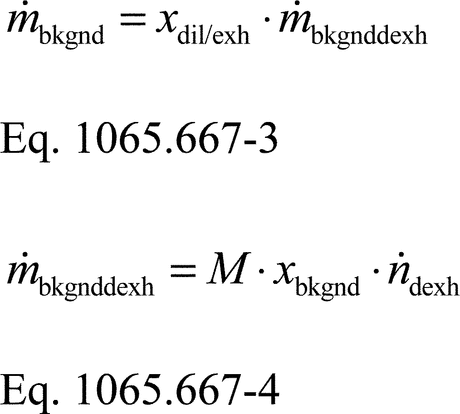 ṁbkgnd = xdil/exh · ṁbkgnddexh
Eq. 1065.667-3
ṁbkgnddexh = M · xbkgnd · ṅdexh
Eq. 1065.667-4